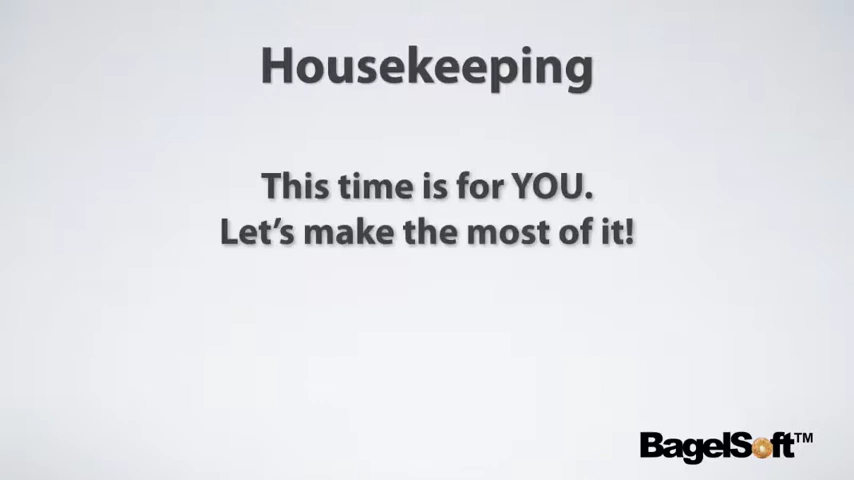 Housekeeping
This time is for YOU.
Let's make the most of it!
BagelSoft™